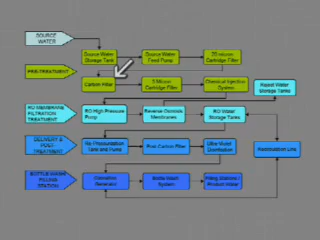 SOURCE
WATER
Source Water
Storage Tank
Source Water
Feed Pump
20 micron
Cartridge Filter
PRE-TREATMENT
Carbon Filter
5 Micron
Cartridge Filter
Chemical Injection
System
Reject Water
Storage Tanks
RO MEMBRANE
FILTRATION
TREATMENT
RO High Pressure
Pump
Reverse Osmosis
Membranes
RO Water
Storage Tanks
DELIVERY &
POST-
TREATMENT
Re-Pressurization
Tank and Pump
Post-Carbon Filter
Ultra Violet
Disinfection
Recirculation Line
BOTTLE WASH
FILLING
STATION
Generator
Bottle Wash
System
Filling Stations /
Product Water